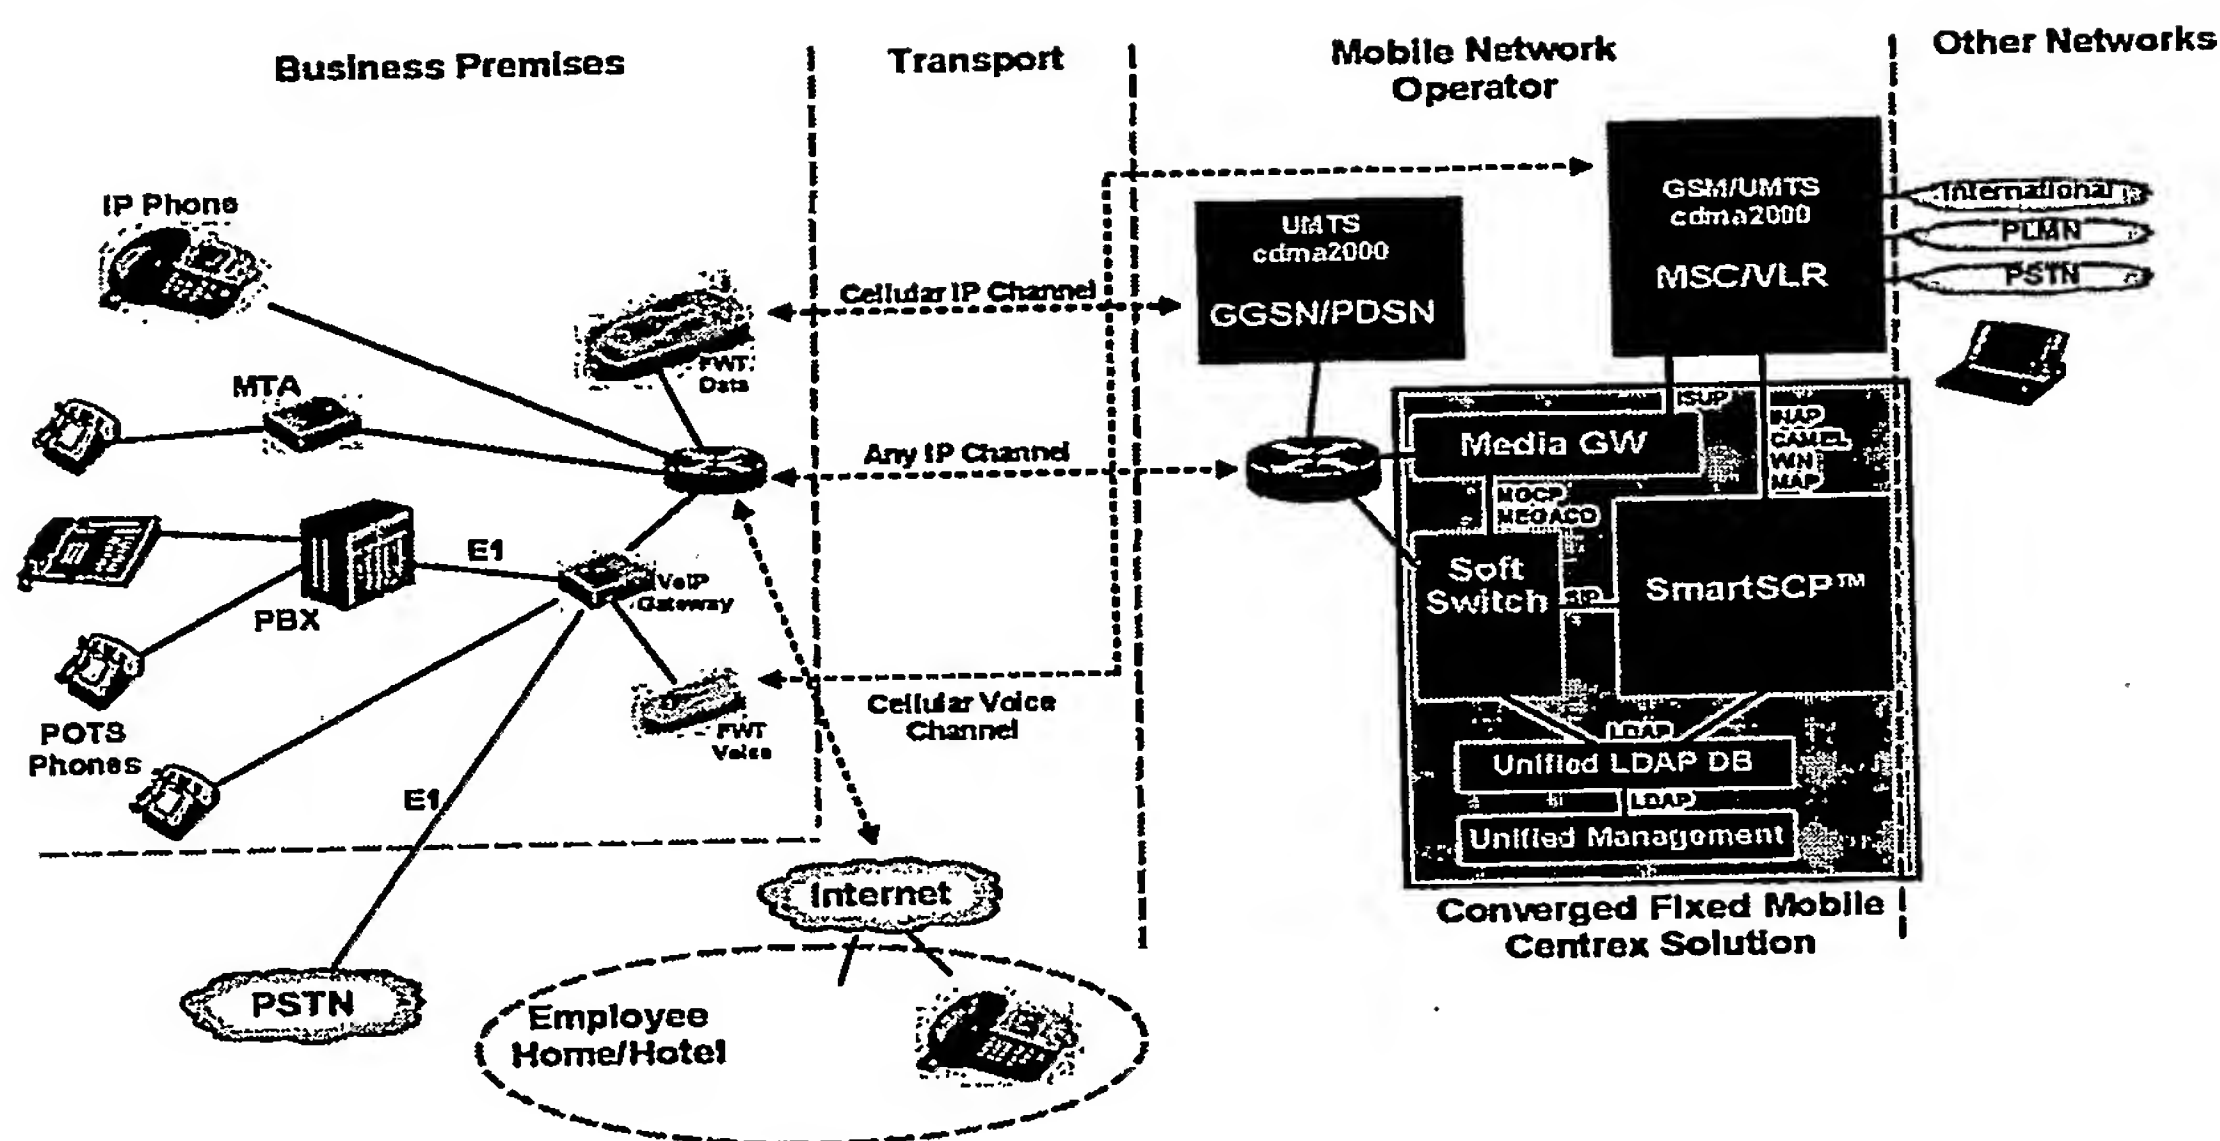 Business Premises
Transport
Mobile Network
Operator
Other Networks
IP Phone
MTA
PBX
POTS
Phones
E1
E1
VoIP
Gateway
FWT
Data
FWT
Voice
PSTN
Internet
Employee
Home/Hotel
Cellular IP Channel
Any IP Channel
Cellular Voice
Channel
UMTS
cdma2000
GGSN/PDSN
GSM/UMTS
cdma2000
MSC/VLR
International
PLMN
PSTN
ISUP
INAP
CAMEL
WIN
MAP
Media GW
MGCP
MEGACO
Soft
Switch
SIP
SmartSCP™
LDAP
Unified LDAP DB
LDAP
Unified Management
Converged Fixed Mobile
Centrex Solution